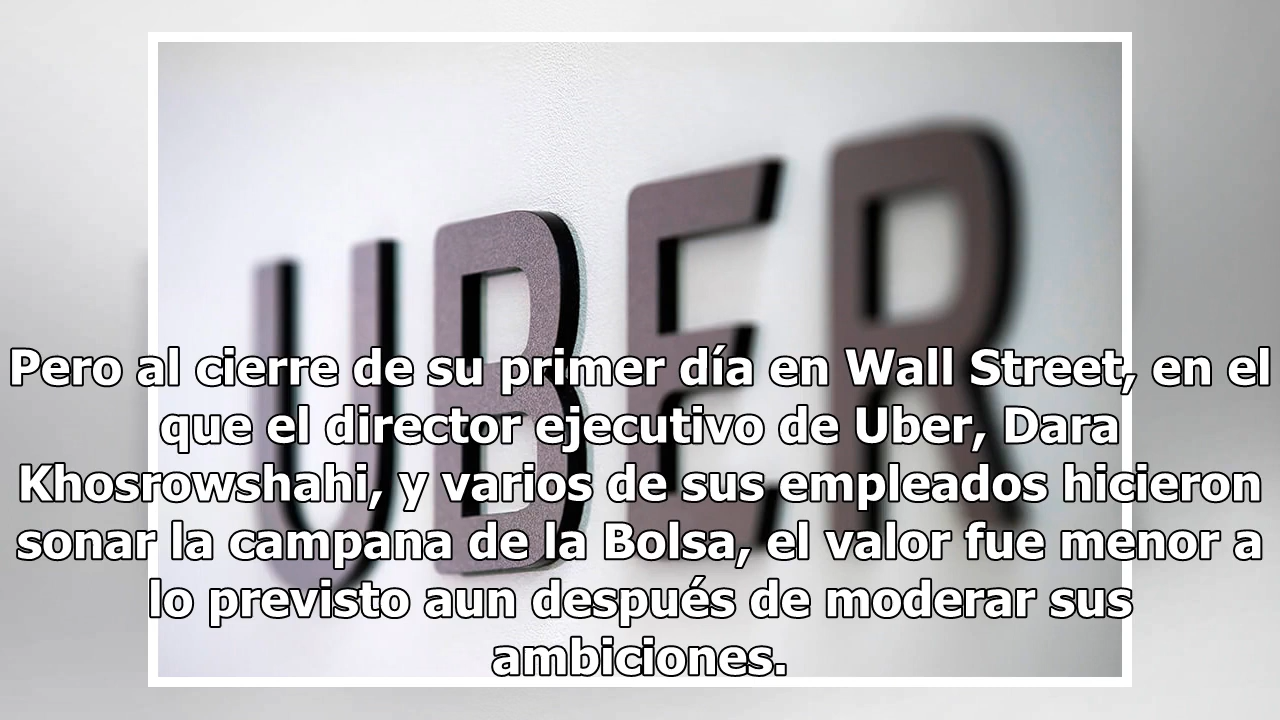 UBER
Pero al cierre de su primer día en Wall Street, en el
que el director ejecutivo de Uber, Dara
Khosrowshahi, y varios de sus empleados hicieron
sonar la campana de la Bolsa, el valor fue menor a
lo previsto aun después de moderar sus
ambiciones.